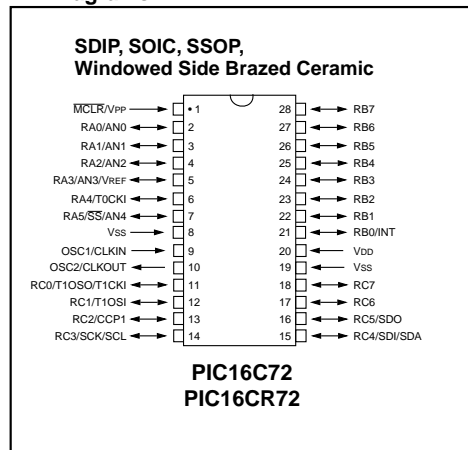 SDIP, SOIC, SSOP,
Windowed Side Brazed Ceramic
MCLR/VPP • 1 28 RB7
RA0/AN0 2 27 RB6
RA1/AN1 3 26 RB5
RA2/AN2 4 25 RB4
RA3/AN3/VREF 5 24 RB3
RA4/T0CKI 6 23 RB2
RA5/SS/AN4 7 22 RB1
VSS 8 21 RB0/INT
OSC1/CLKIN 9 20 VDD
OSC2/CLKOUT 10 19 VSS
RC0/T1OSO/T1CKI 11 18 RC7
RC1/T1OSI 12 17 RC6
RC2/CCP1 13 16 RC5/SDO
RC3/SCK/SCL 14 15 RC4/SDI/SDA
PIC16C72
PIC16CR72